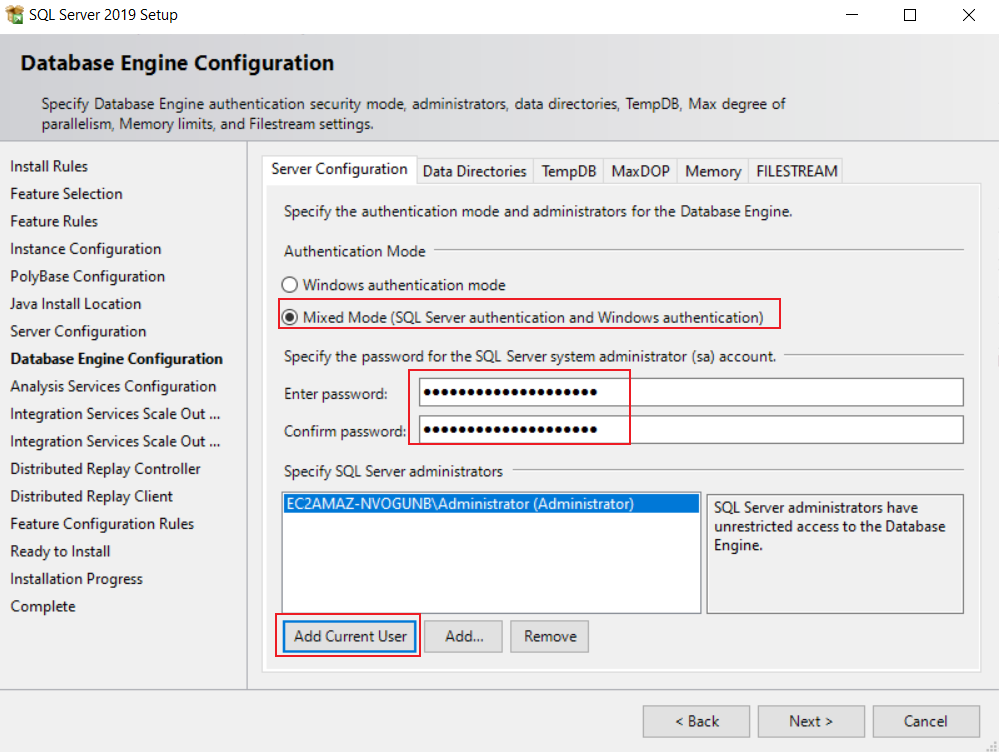 SQL Server 2019 Setup
Database Engine Configuration
Specify Database Engine authentication security mode, administrators, data directories, TempDB, Max degree of
parallelism, Memory limits, and Filestream settings.
Install Rules
Feature Selection
Feature Rules
Instance Configuration
PolyBase Configuration
Java Install Location
Server Configuration
Database Engine Configuration
Analysis Services Configuration
Integration Services Scale Out ...
Integration Services Scale Out ...
Distributed Replay Controller
Distributed Replay Client
Feature Configuration Rules
Ready to Install
Installation Progress
Complete
Server Configuration Data Directories TempDB MaxDOP Memory FILESTREAM
Specify the authentication mode and administrators for the Database Engine.
Authentication Mode
Windows authentication mode
Mixed Mode (SQL Server authentication and Windows authentication)
Specify the password for the SQL Server system administrator (sa) account.
Enter password: ●●●●●●●●●●●●●●●●●●●●
Confirm password: ●●●●●●●●●●●●●●●●●●●●
Specify SQL Server administrators
EC2AMAZ-NVOGUNB\Administrator (Administrator)
SQL Server administrators have
unrestricted access to the Database
Engine.
Add Current User Add... Remove
< Back Next > Cancel